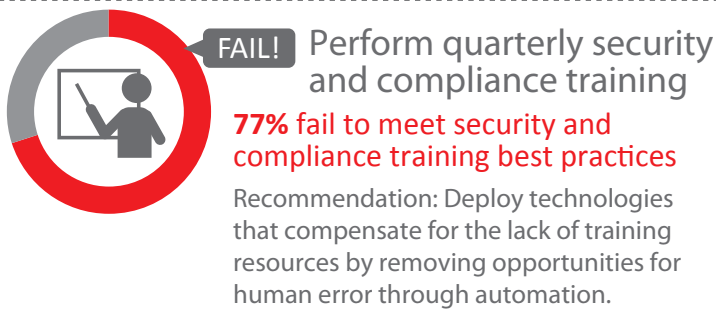 FAIL!
Perform quarterly security
and compliance training
77% fail to meet security and
compliance training best practices
Recommendation: Deploy technologies
that compensate for the lack of training
resources by removing opportunities for
human error through automation.